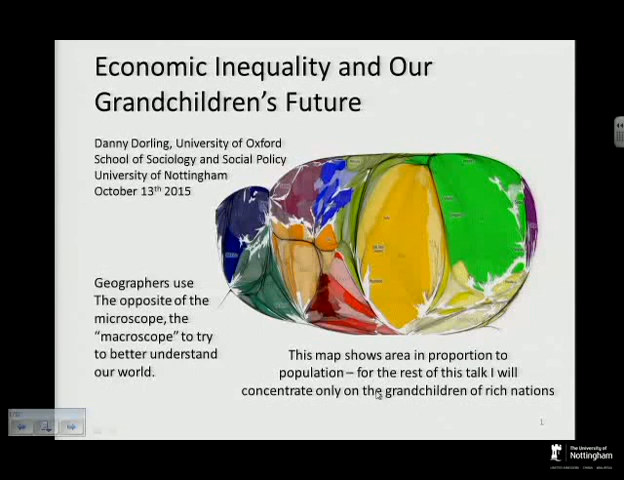 Economic Inequality and Our
Grandchildren's Future
Danny Dorling, University of Oxford
School of Sociology and Social Policy
University of Nottingham
October 13th 2015
Geographers use
The opposite of the
microscope, the
"macroscope" to try
to better understand
our world.
This map shows area in proportion to
population – for the rest of this talk I will
concentrate only on the grandchildren of rich nations
1
The University of
Nottingham